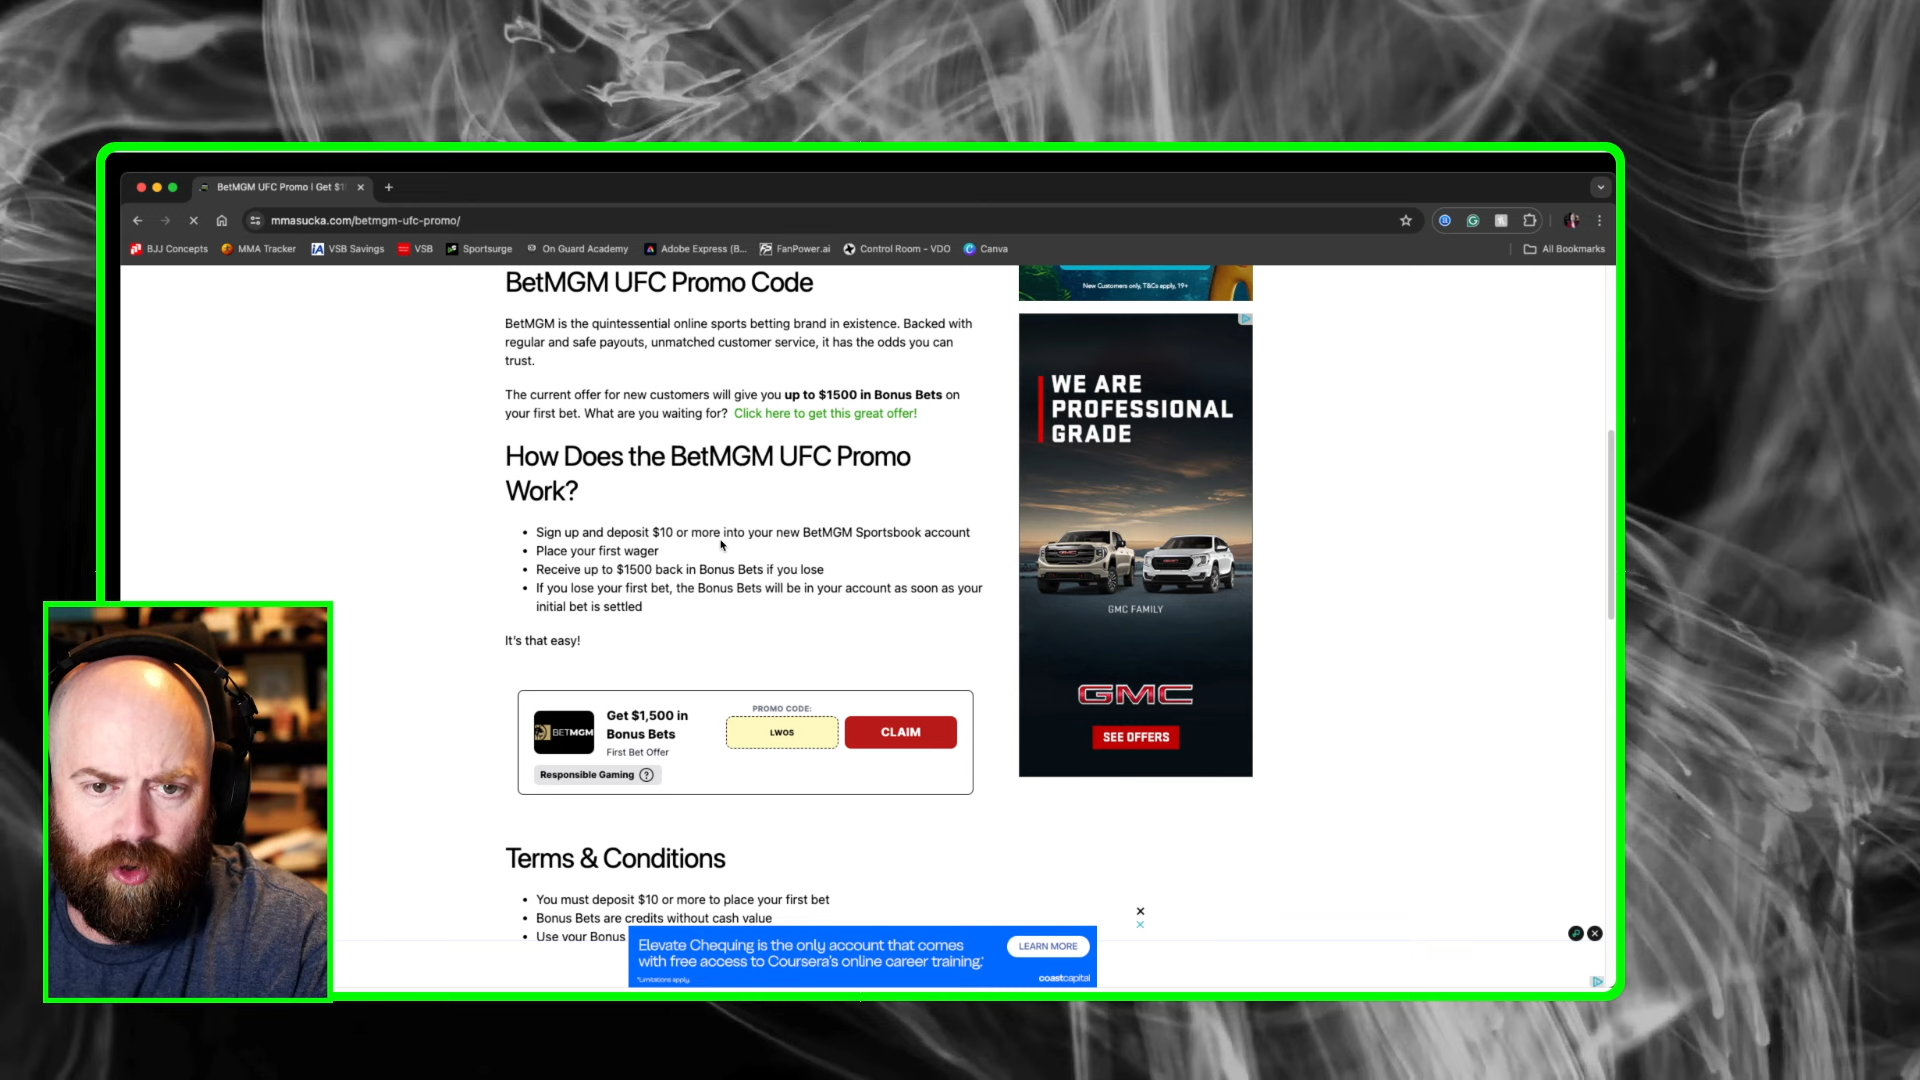 BetMGM UFC Promo | Get $1
mmasucka.com/betmgm-ufc-promo/
BJJ Concepts
MMA Tracker
VSB Savings
VSB
Sportsurge
On Guard Academy
Adobe Express (B...
FanPower.ai
Control Room - VDO
Canva
All Bookmarks
BetMGM UFC Promo Code
BetMGM is the quintessential online sports betting brand in existence. Backed with
regular and safe payouts, unmatched customer service, it has the odds you can
trust.
The current offer for new customers will give you up to $1500 in Bonus Bets on
your first bet. What are you waiting for? Click here to get this great offer!
How Does the BetMGM UFC Promo
Work?
• Sign up and deposit $10 or more into your new BetMGM Sportsbook account
• Place your first wager
• Receive up to $1500 back in Bonus Bets if you lose
• If you lose your first bet, the Bonus Bets will be in your account as soon as your
initial bet is settled
It's that easy!
BETMGM
Get $1,500 in
Bonus Bets
First Bet Offer
Responsible Gaming ?
PROMO CODE:
LWOS
CLAIM
Terms & Conditions
• You must deposit $10 or more to place your first bet
• Bonus Bets are credits without cash value
• Use your Bonus
New Customers only, T&Cs apply, 19+
WE ARE
PROFESSIONAL
GRADE
GMC FAMILY
GMC
SEE OFFERS
Elevate Chequing is the only account that comes
with free access to Coursera's online career training.*
*Limitations apply.
LEARN MORE
coastcapital